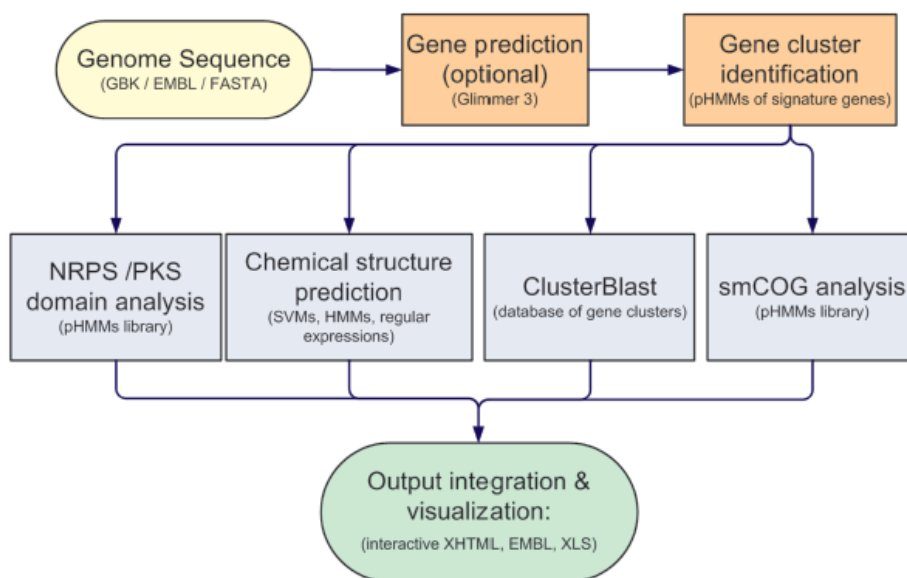 Genome Sequence
(GBK / EMBL / FASTA)
Gene prediction
(optional)
(Glimmer 3)
Gene cluster
identification
(pHMMs of signature genes)
NRPS /PKS
domain analysis
(pHMMs library)
Chemical structure
prediction
(SVMs, HMMs, regular
expressions)
ClusterBlast
(database of gene clusters)
smCOG analysis
(pHMMs library)
Output integration &
visualization:
(interactive XHTML, EMBL, XLS)